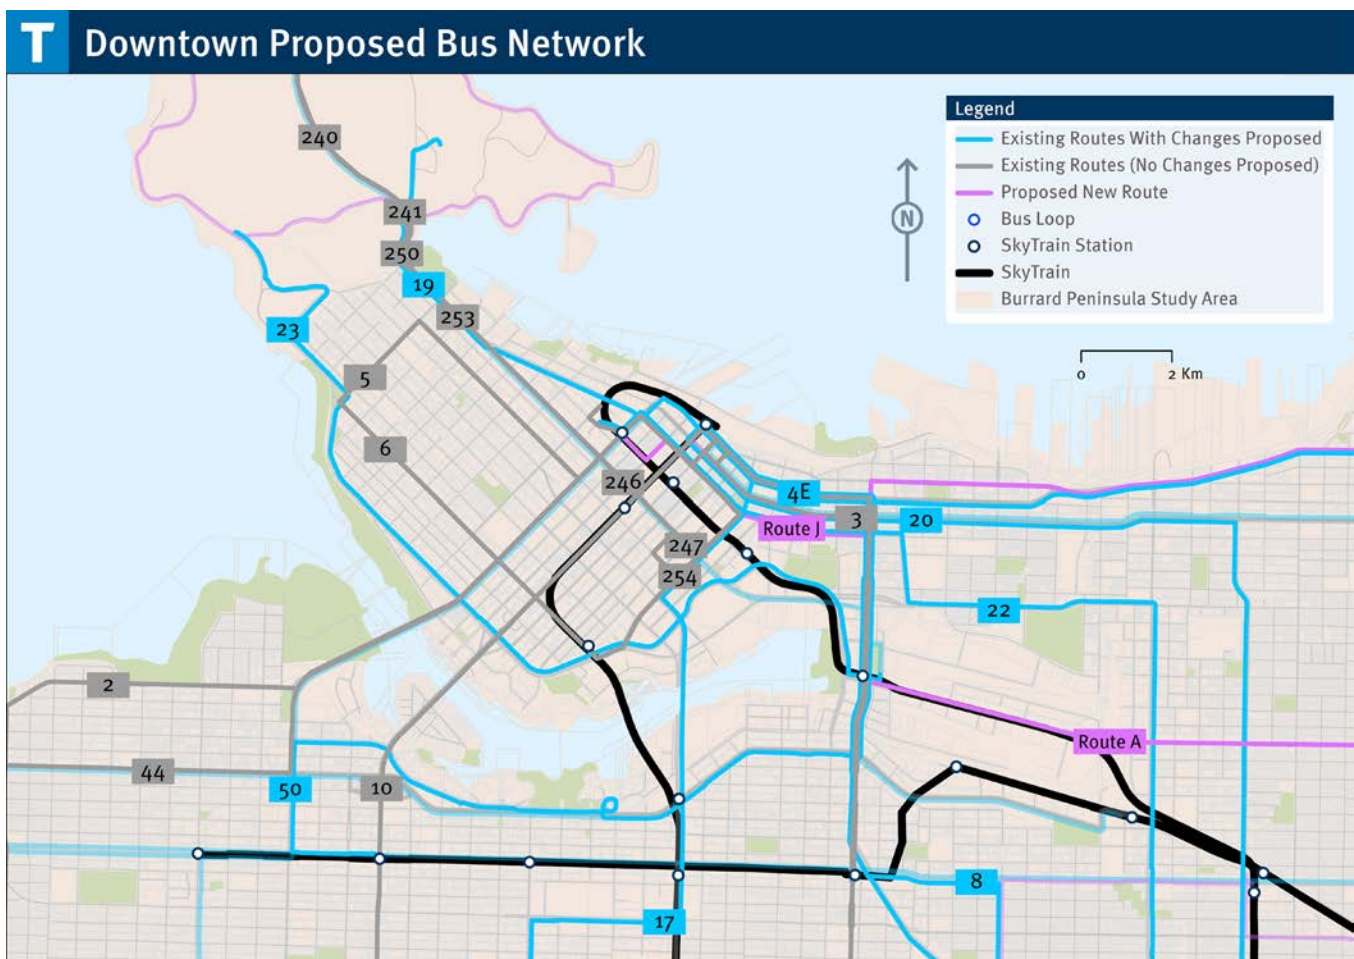 T Downtown Proposed Bus Network
Legend
Existing Routes With Changes Proposed
Existing Routes (No Changes Proposed)
Proposed New Route
Bus Loop
SkyTrain Station
SkyTrain
Burrard Peninsula Study Area
N
0 2 Km
240
241
250
19
253
23
5
6
246
4E
Route J
3
20
247
254
22
2
Route A
44
50
10
8
17